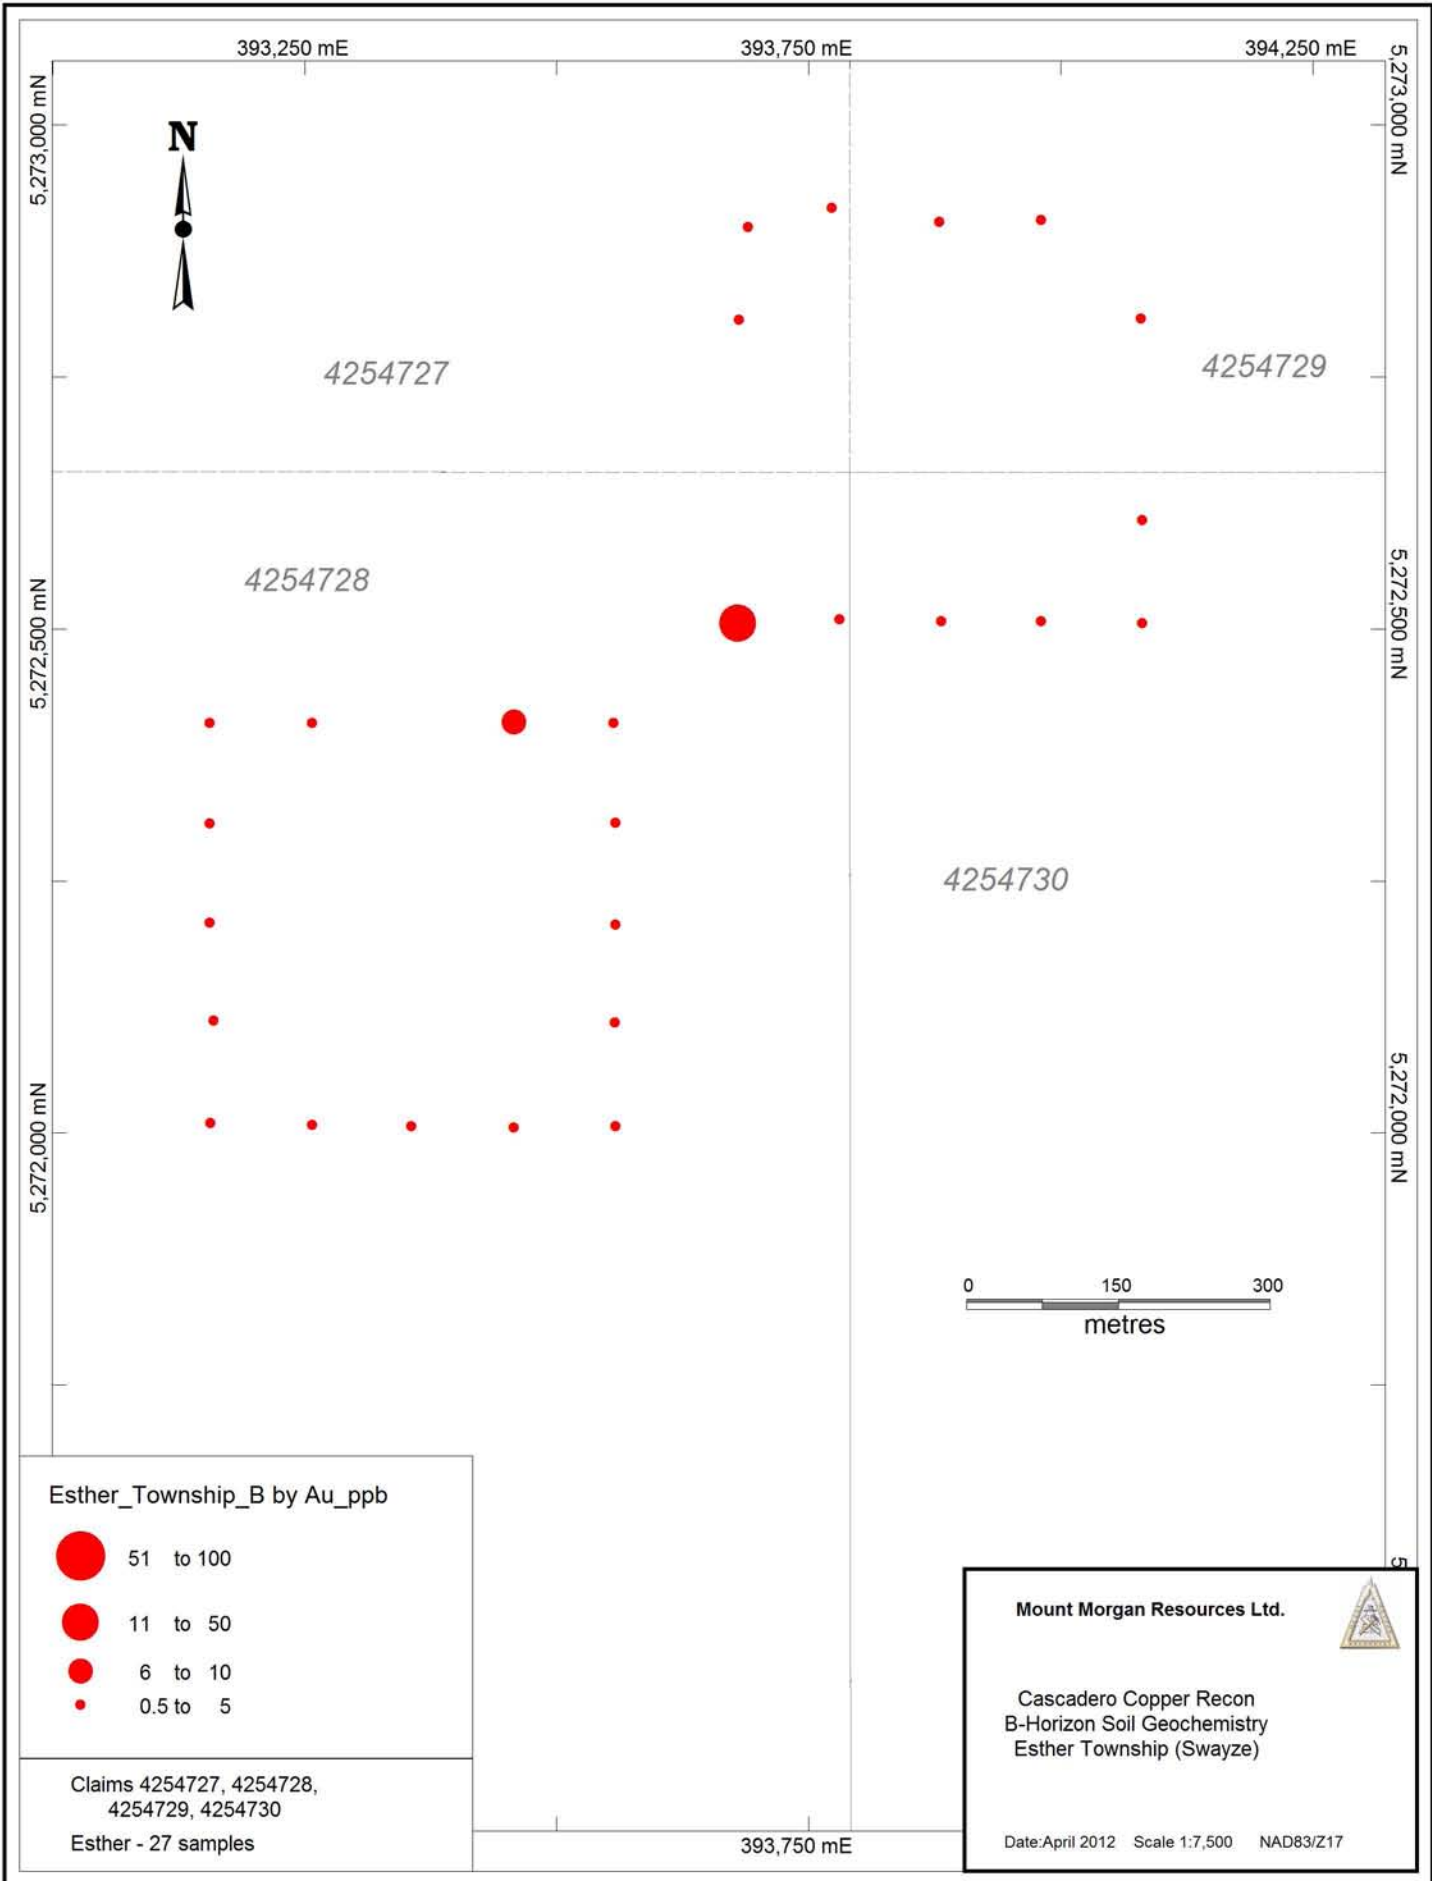 393,250 mE 393,750 mE 394,250 mE
5,273,000 mN
5,273,000 mN
N
4254727
4254729
4254728
5,272,500 mN
5,272,500 mN
4254730
5,272,000 mN
5,272,000 mN
0 150 300
metres
Esther_Township_B by Au_ppb
51 to 100
11 to 50
6 to 10
0.5 to 5
Claims 4254727, 4254728,
4254729, 4254730
Esther - 27 samples
393,750 mE
5
Mount Morgan Resources Ltd.
Cascadero Copper Recon
B-Horizon Soil Geochemistry
Esther Township (Swayze)
Date:April 2012 Scale 1:7,500 NAD83/Z17